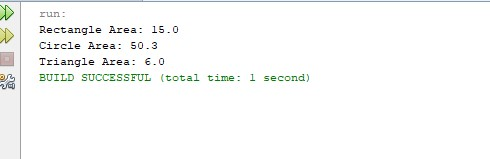 run:
Rectangle Area: 15.0
Circle Area: 50.3
Triangle Area: 6.0
BUILD SUCCESSFUL (total time: 1 second)